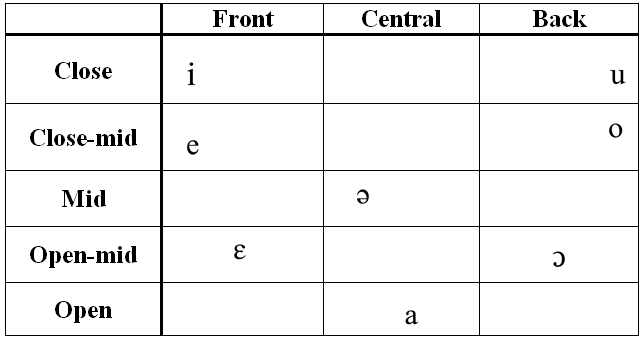 Front Central Back
Close i u
Close-mid e o
Mid ə
Open-mid ɛ ɔ
Open a